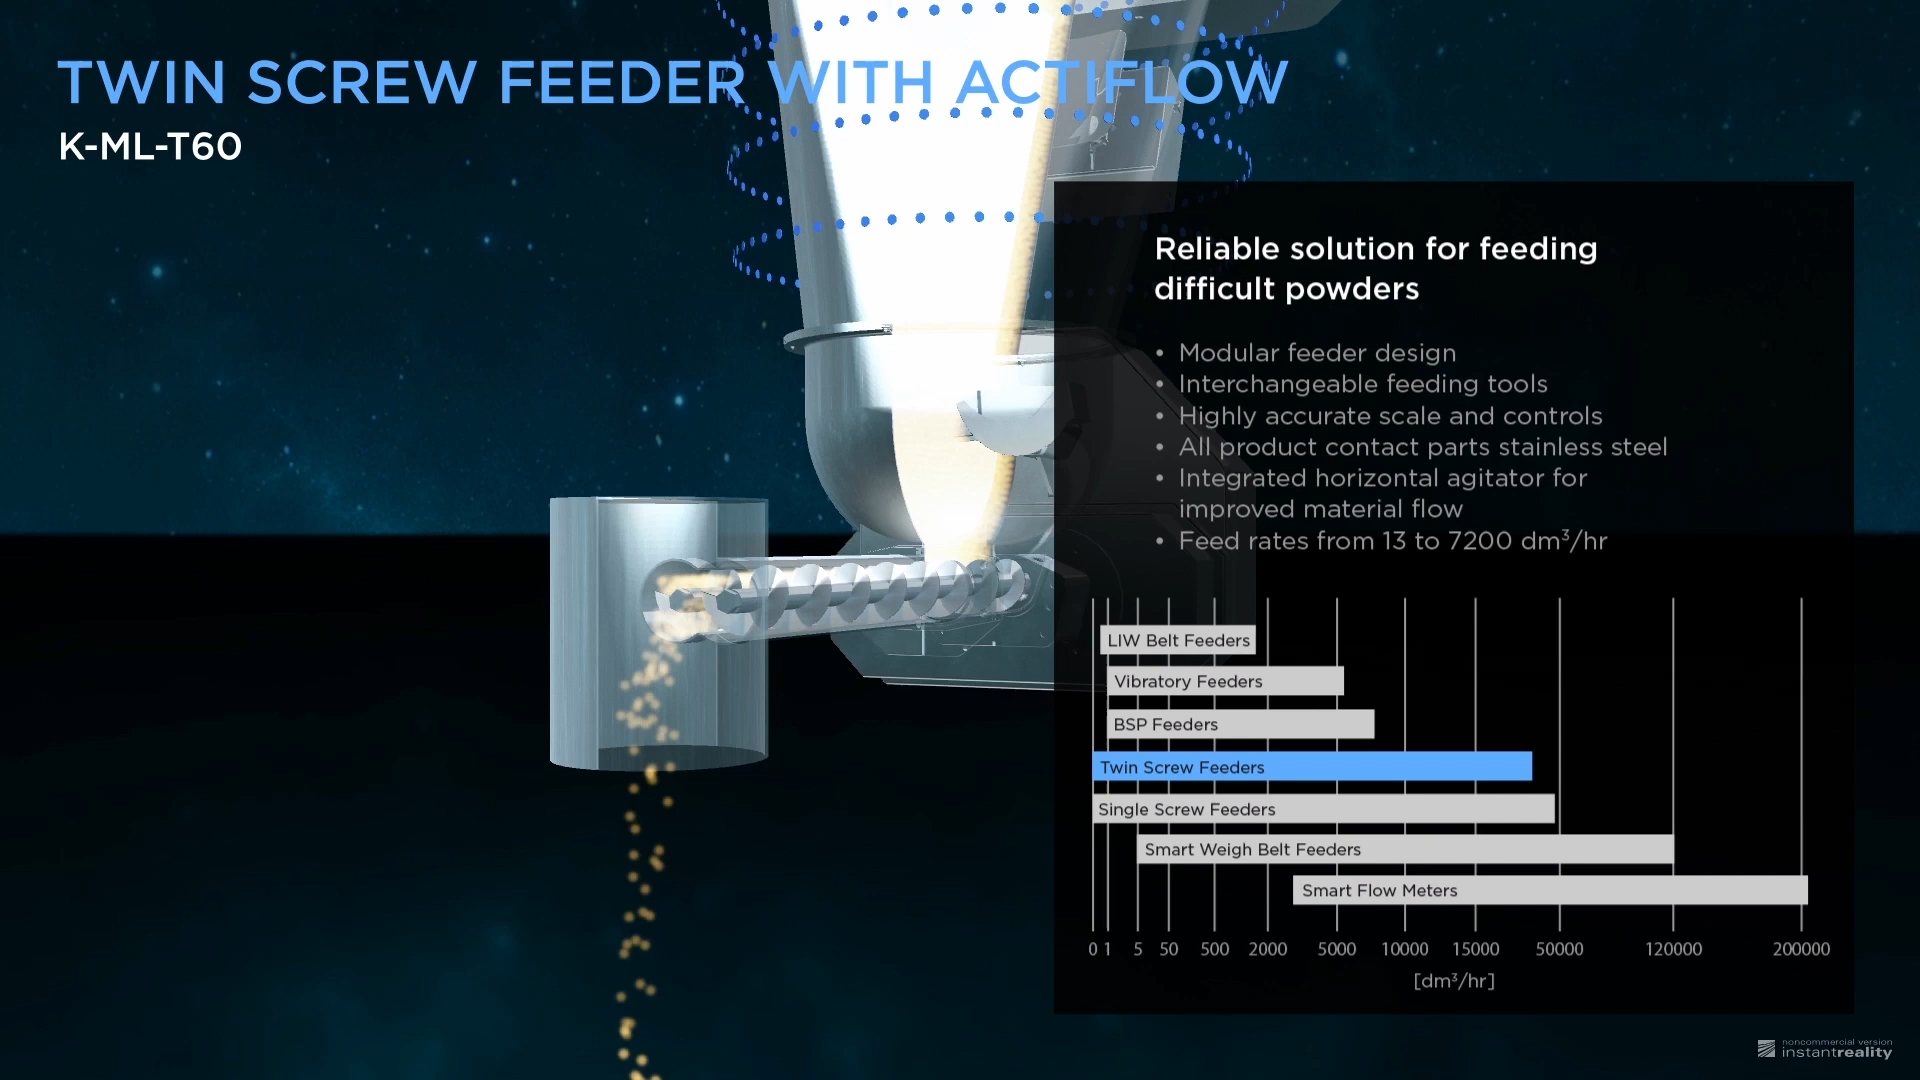 TWIN SCREW FEEDER WITH ACTIFLOW
K-ML-T60
Reliable solution for feeding
difficult powders
• Modular feeder design
• Interchangeable feeding tools
• Highly accurate scale and controls
• All product contact parts stainless steel
• Integrated horizontal agitator for
improved material flow
• Feed rates from 13 to 7200 dm³/hr
LIW Belt Feeders
Vibratory Feeders
BSP Feeders
Twin Screw Feeders
Single Screw Feeders
Smart Weigh Belt Feeders
Smart Flow Meters
0 1 5 50 500 2000 5000 10000 15000 50000 120000 200000
[dm³/hr]
noncommercial version
instantreality